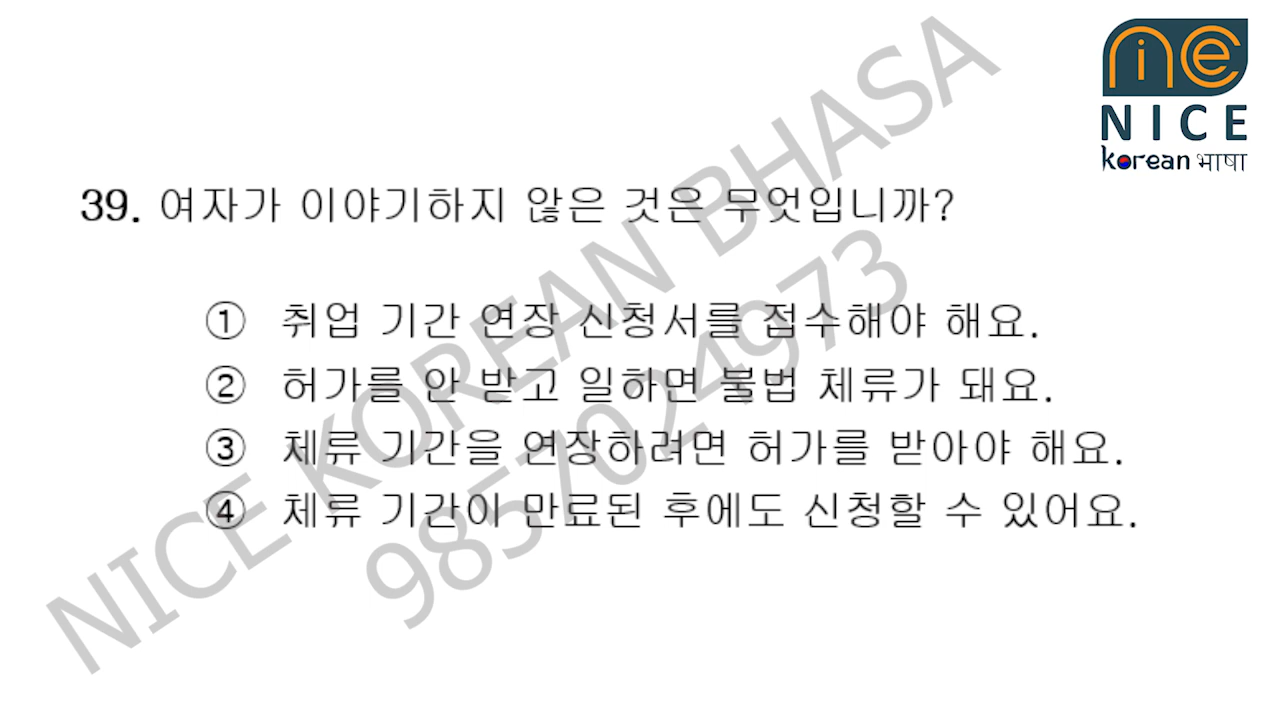 nie
NICE
korean भाषा
39. 여자가 이야기하지 않은 것은 무엇입니까?
① 취업 기간 연장 신청서를 접수해야 해요.
② 허가를 안 받고 일하면 불법 체류가 돼요.
③ 체류 기간을 연장하려면 허가를 받아야 해요.
④ 체류 기간이 만료된 후에도 신청할 수 있어요.
NICE KOREAN BHASA
9857024973